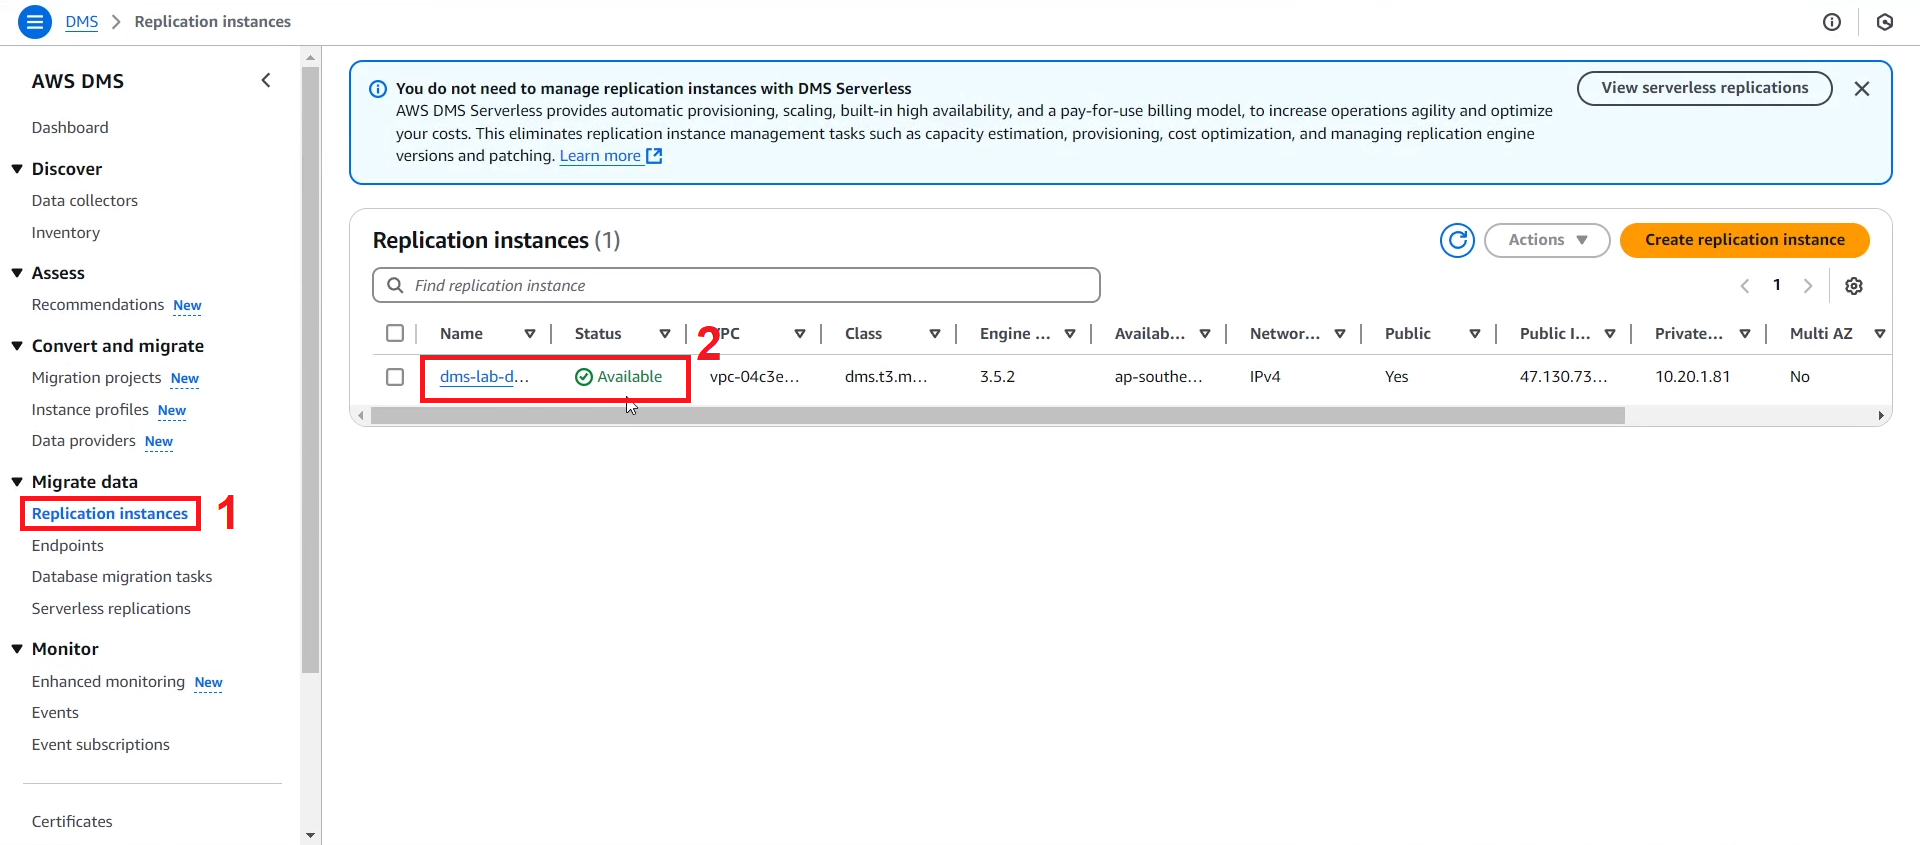 DMS > Replication instances
AWS DMS
Dashboard
Discover
Data collectors
Inventory
Assess
Recommendations New
Convert and migrate
Migration projects New
Instance profiles New
Data providers New
Migrate data
Replication instances 1
Endpoints
Database migration tasks
Serverless replications
Monitor
Enhanced monitoring New
Events
Event subscriptions
Certificates
You do not need to manage replication instances with DMS Serverless
AWS DMS Serverless provides automatic provisioning, scaling, built-in high availability, and a pay-for-use billing model, to increase operations agility and optimize
your costs. This eliminates replication instance management tasks such as capacity estimation, provisioning, cost optimization, and managing replication engine
versions and patching. Learn more
View serverless replications
Replication instances (1)
Actions
Create replication instance
Find replication instance
1
Name Status 2 PC Class Engine ... Availab... Networ... Public Public I... Private... Multi AZ
dms-lab-d... Available vpc-04c3e... dms.t3.m... 3.5.2 ap-southe... IPv4 Yes 47.130.73... 10.20.1.81 No